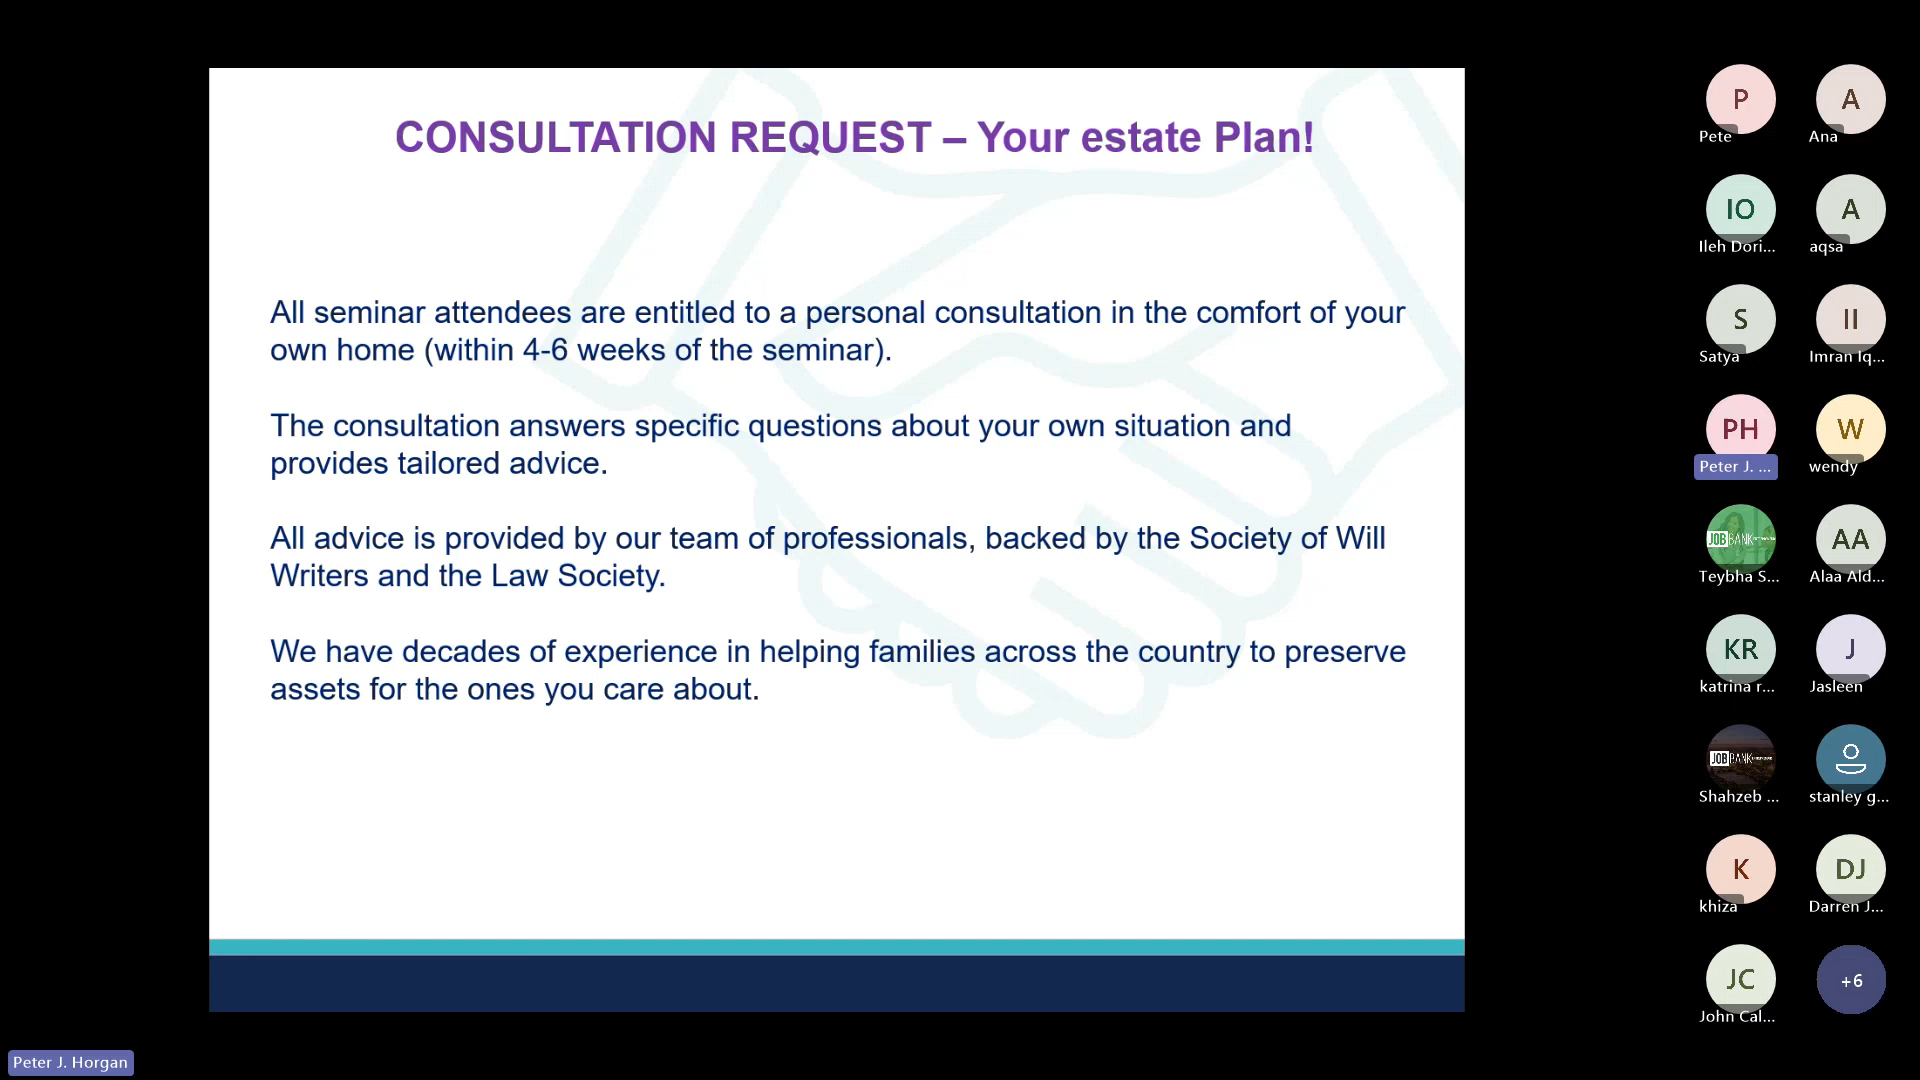 CONSULTATION REQUEST – Your estate Plan!
All seminar attendees are entitled to a personal consultation in the comfort of your
own home (within 4-6 weeks of the seminar).
The consultation answers specific questions about your own situation and
provides tailored advice.
All advice is provided by our team of professionals, backed by the Society of Will
Writers and the Law Society.
We have decades of experience in helping families across the country to preserve
assets for the ones you care about.
P
Pete
A
Ana
IO
Ileh Dori...
A
aqsa
S
Satya
II
Imran Iq...
PH
Peter J. ...
W
wendy
JOB BANK
Teybha S...
AA
Alaa Ald...
KR
katrina r...
J
Jasleen
JOB BANK
Shahzeb ...
stanley g...
K
khiza
DJ
Darren J...
JC
John Cal...
+6
Peter J. Horgan